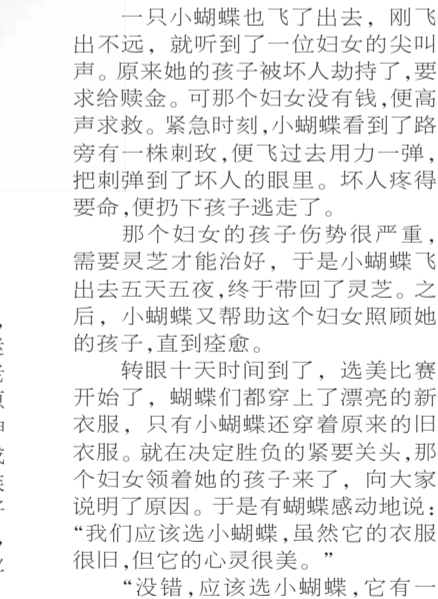 一只小蝴蝶也飞了出去，刚飞
出不远，就听到了一位妇女的尖叫
声。原来她的孩子被坏人劫持了，要
求给赎金。可那个妇女没有钱，便高
声求救。紧急时刻，小蝴蝶看到了路
旁有一株刺玫，便飞过去用力一弹，
把刺弹到了坏人的眼里。坏人疼得
要命，便扔下孩子逃走了。
那个妇女的孩子伤势很严重，
需要灵芝才能治好，于是小蝴蝶飞
出去五天五夜，终于带回了灵芝。之
后，小蝴蝶又帮助这个妇女照顾她
的孩子，直到痊愈。
转眼十天时间到了，选美比赛
开始了，蝴蝶们都穿上了漂亮的新
衣服，只有小蝴蝶还穿着原来的旧
衣服。就在决定胜负的紧要关头，那
个妇女领着她的孩子来了，向大家
说明了原因。于是有蝴蝶感动地说：
“我们应该选小蝴蝶，虽然它的衣服
很旧，但它的心灵很美。”
“没错，应该选小蝴蝶，它有一